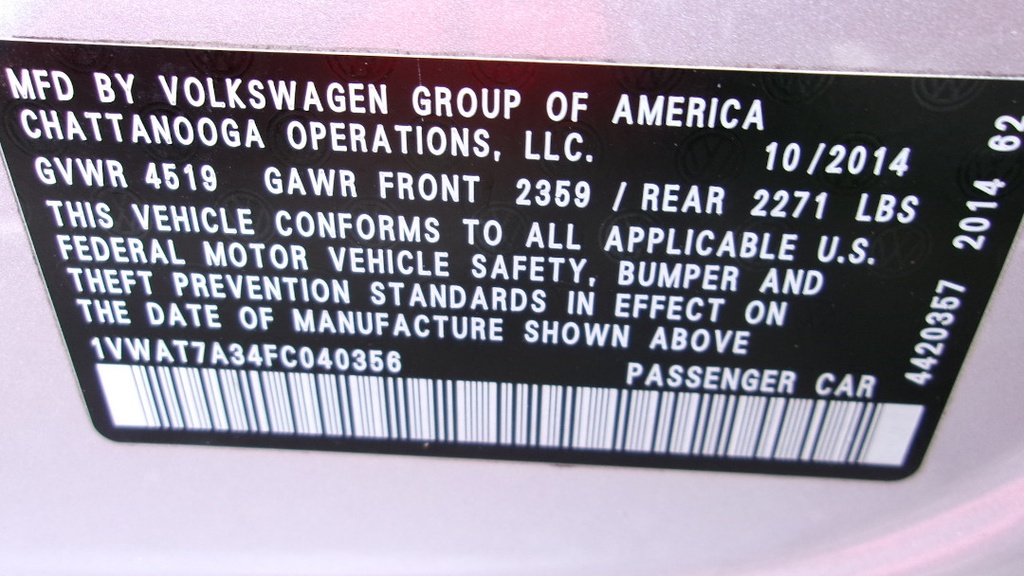 MFD BY VOLKSWAGEN GROUP OF AMERICA
CHATTANOOGA OPERATIONS, LLC. 10/2014
GVWR 4519 GAWR FRONT 2359 / REAR 2271 LBS
THIS VEHICLE CONFORMS TO ALL APPLICABLE U.S.
FEDERAL MOTOR VEHICLE SAFETY, BUMPER AND
THEFT PREVENTION STANDARDS IN EFFECT ON
THE DATE OF MANUFACTURE SHOWN ABOVE
1VWAT7A34FC040356 PASSENGER CAR
4420357 2014 62